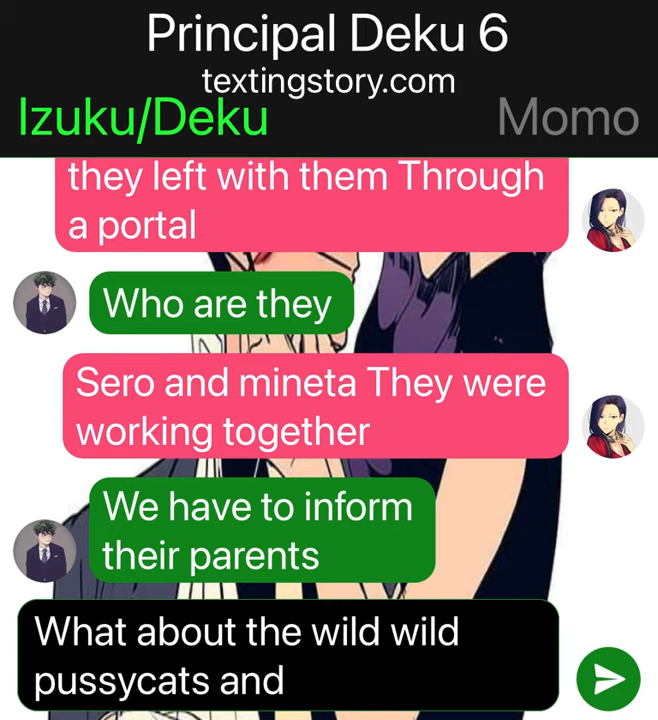 Principal Deku 6
textingstory.com
Izuku/Deku
Momo
they left with them Through
a portal
Who are they
Sero and mineta They were
working together
We have to inform
their parents
What about the wild wild
pussycats and